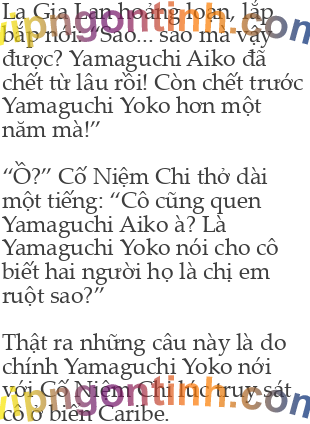 La Gia Lan hoảng loạn, lắp
bắp nói: “Sao... sao mà vậy
được? Yamaguchi Aiko đã
chết từ lâu rồi! Còn chết trước
Yamaguchi Yoko hơn một
năm mà!”
“Ồ?” Cố Niệm Chi thở dài
một tiếng: “Cô cũng quen
Yamaguchi Aiko à? Là
Yamaguchi Yoko nói cho cô
biết hai người họ là chị em
ruột sao?”
Thật ra những câu này là do
chính Yamaguchi Yoko nới
với Cố Niệm Chi lúc truy sát
cô ở biển Caribe.